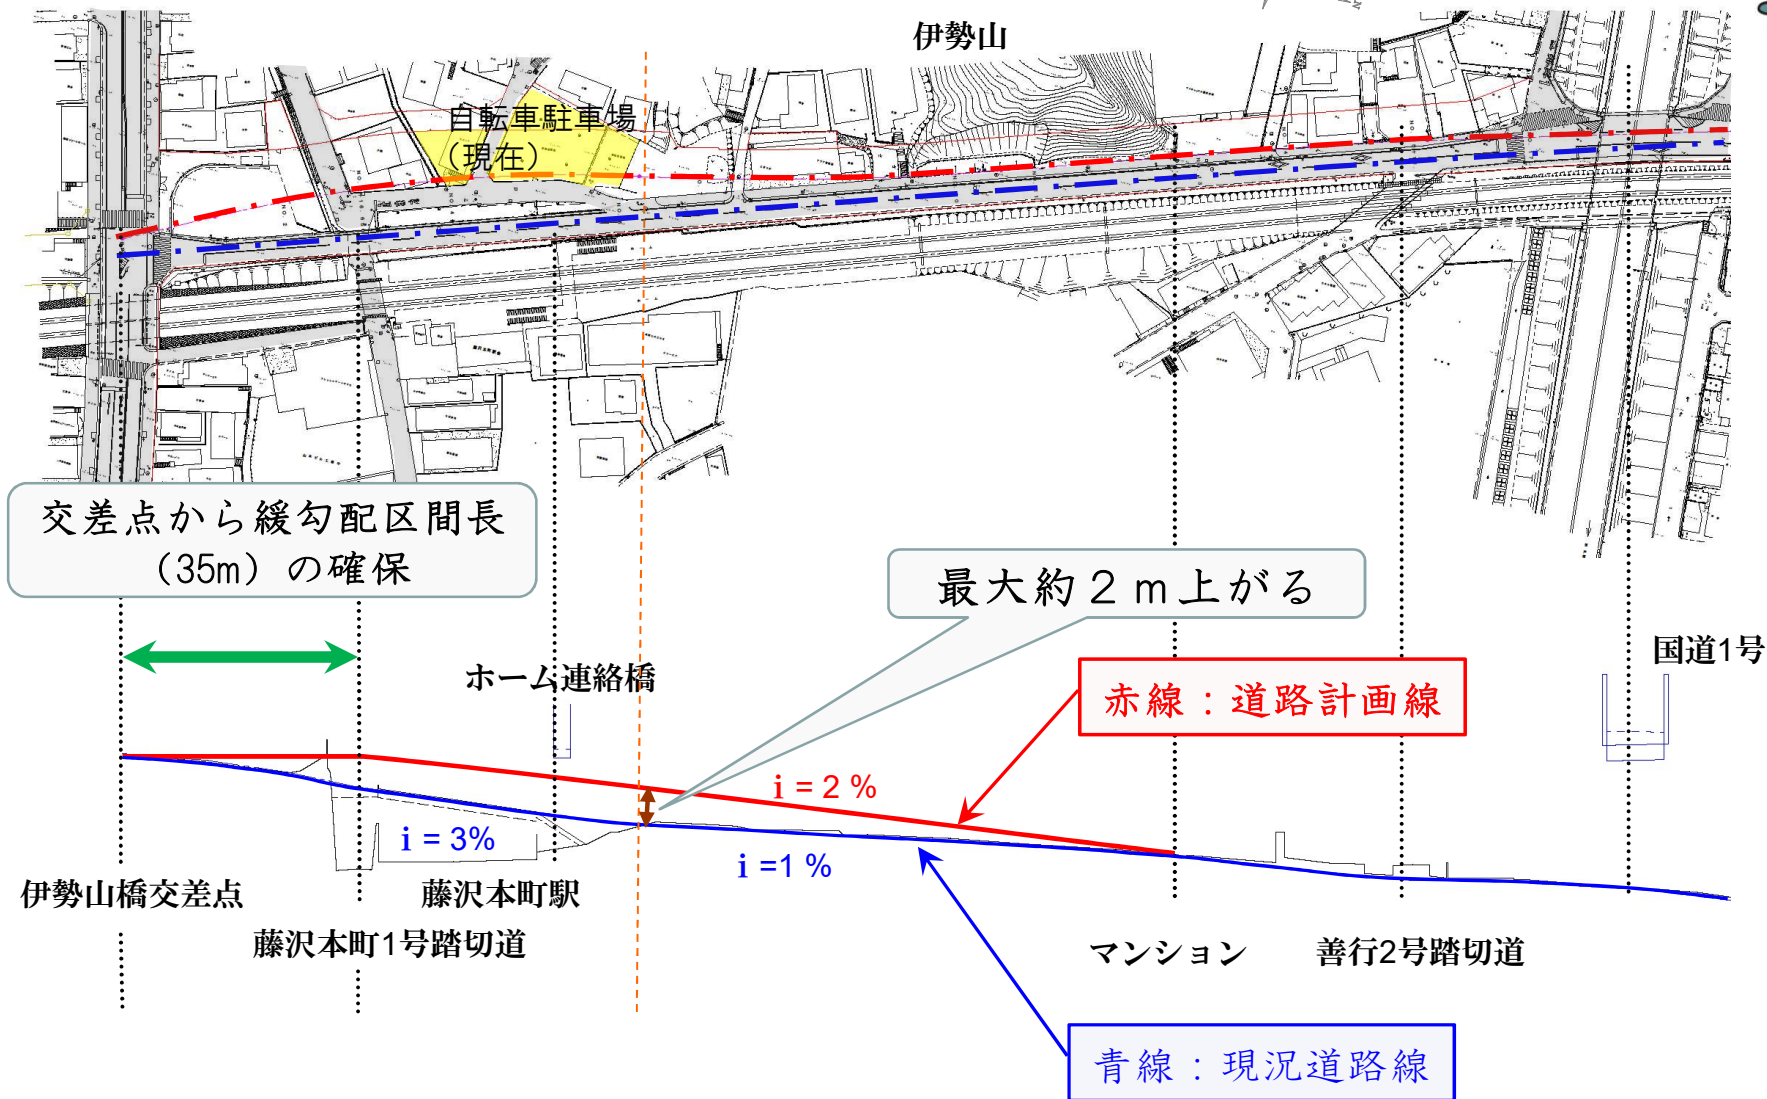 伊勢山
自転車駐車場
（現在）
交差点から緩勾配区間長
（35m）の確保
最大約２ｍ上がる
国道1号
ホーム連絡橋
赤線：道路計画線
i = 2 %
i = 3%
i =1 %
伊勢山橋交差点
藤沢本町駅
藤沢本町1号踏切道
マンション
善行2号踏切道
青線：現況道路線